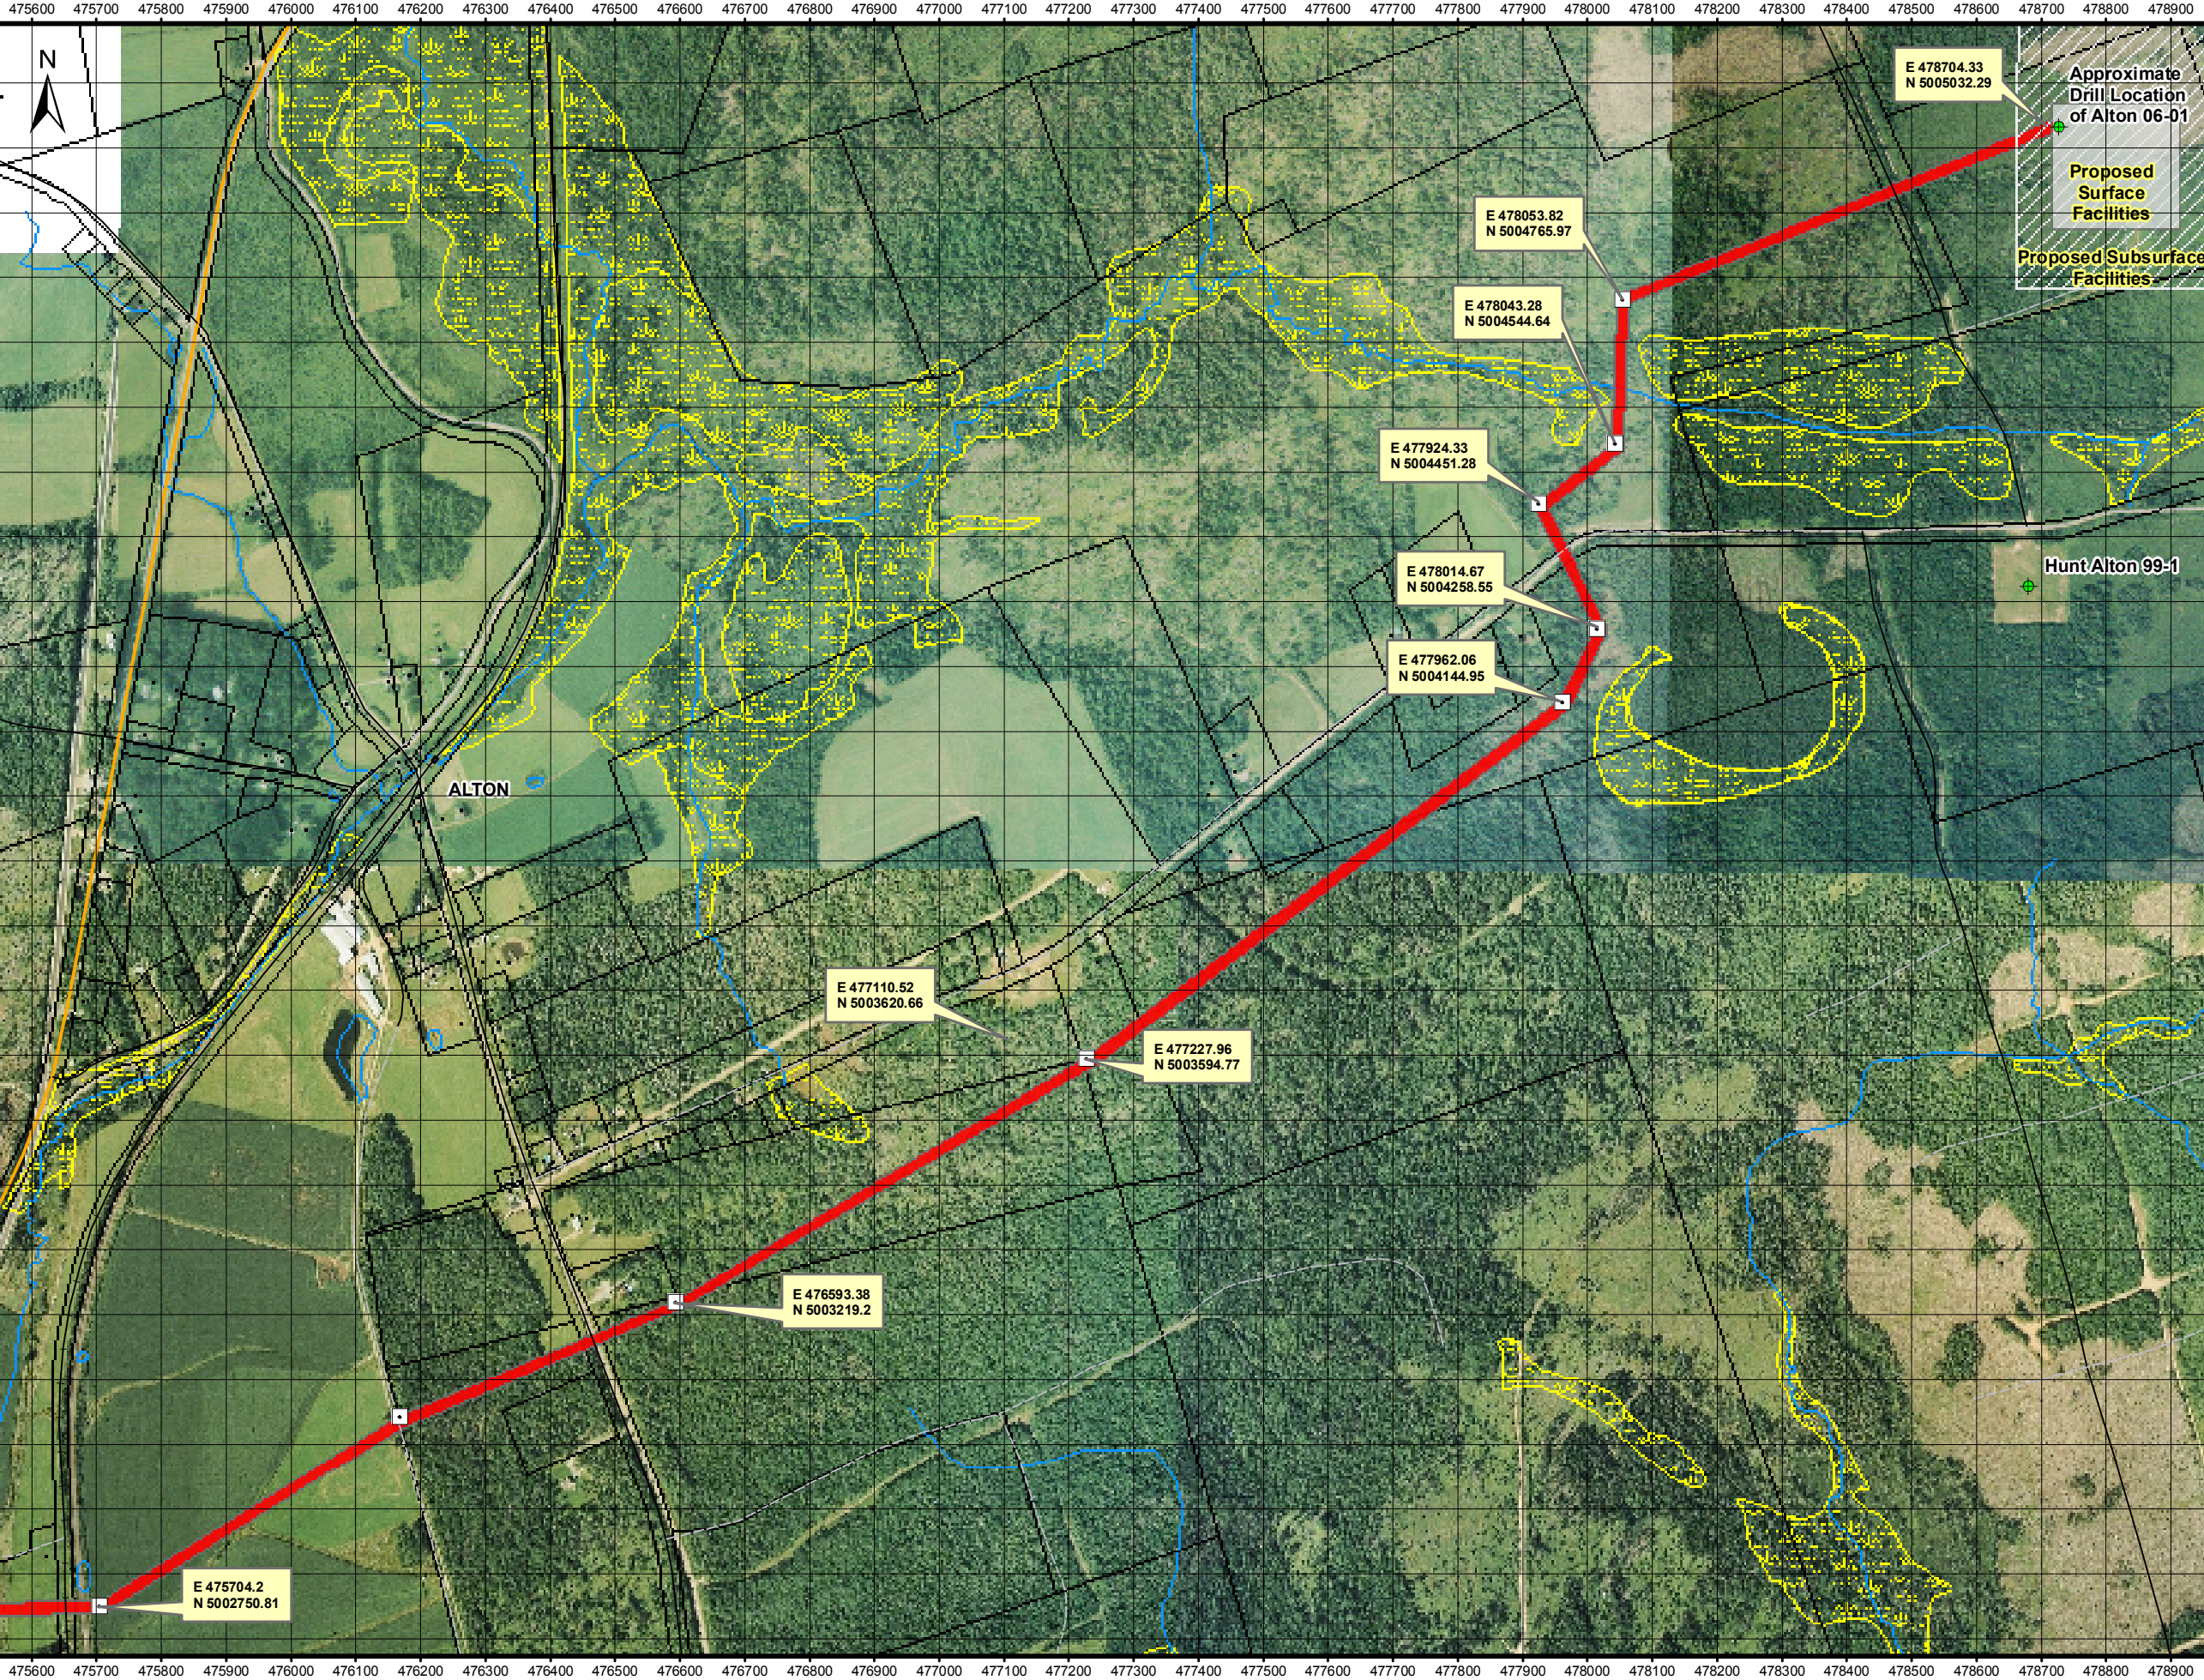 475600 475700 475800 475900 476000 476100 476200 476300 476400 476500 476600 476700 476800 476900 477000 477100 477200 477300 477400 477500 477600 477700 477800 477900 478000 478100 478200 478300 478400 478500 478600 478700 478800 478900
N
E 478704.33
N 5005032.29
Approximate
Drill Location
of Alton 06-01
Proposed
Surface
Facilities
Proposed Subsurface
Facilities
E 478053.82
N 5004765.97
E 478043.28
N 5004544.64
E 477924.33
N 5004451.28
E 478014.67
N 5004258.55
Hunt Alton 99-1
E 477962.06
N 5004144.95
ALTON
E 477110.52
N 5003620.66
E 477227.96
N 5003594.77
E 476593.38
N 5003219.2
E 475704.2
N 5002750.81
475600 475700 475800 475900 476000 476100 476200 476300 476400 476500 476600 476700 476800 476900 477000 477100 477200 477300 477400 477500 477600 477700 477800 477900 478000 478100 478200 478300 478400 478500 478600 478700 478800 478900